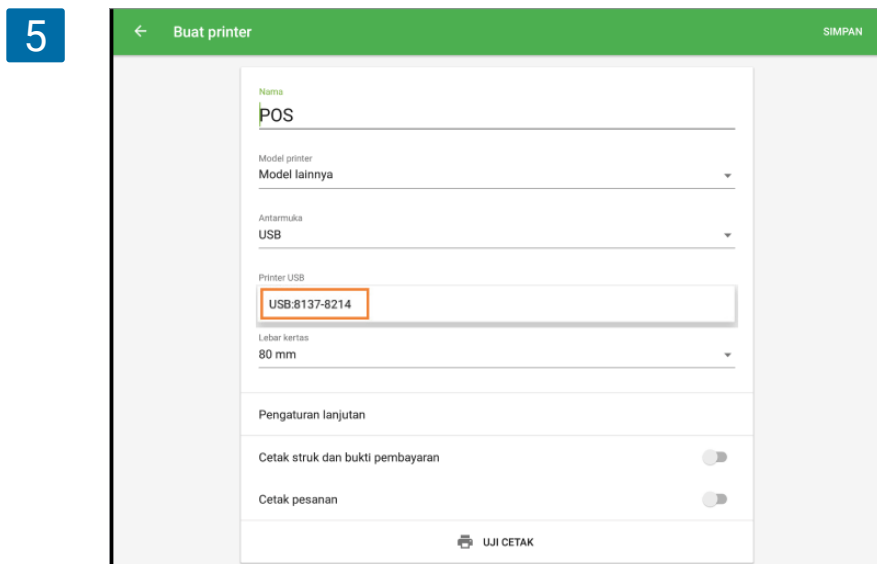 5
Buat printer
SIMPAN
Nama
POS
Model printer
Model lainnya
Antarmuka
USB
Printer USB
USB:8137-8214
Lebar kertas
80 mm
Pengaturan lanjutan
Cetak struk dan bukti pembayaran
Cetak pesanan
UJI CETAK